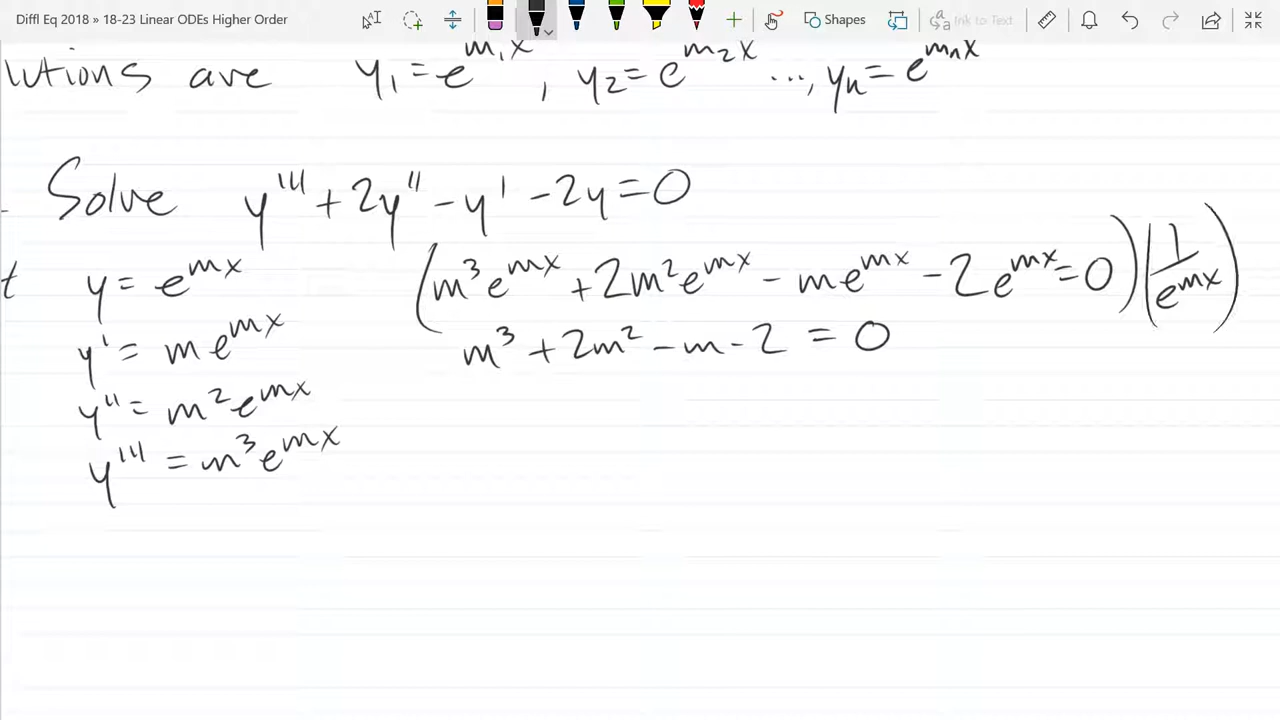 Diffl Eq 2018 » 18-23 Linear ODEs Higher Order
Shapes
Ink to Text
lutions are y₁ = e^{m₁x}, y₂ = e^{m₂x} ..., yₙ = e^{mₙx}
Solve y''' + 2y'' - y' - 2y = 0
t y = e^{mx} (m³e^{mx} + 2m²e^{mx} - me^{mx} - 2e^{mx} = 0)(1/e^{mx})
y' = me^{mx} m³ + 2m² - m - 2 = 0
y'' = m²e^{mx}
y''' = m³e^{mx}